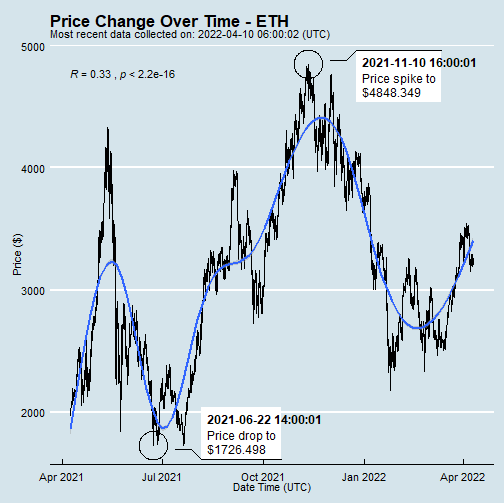 Price Change Over Time - ETH
Most recent data collected on: 2022-04-10 06:00:02 (UTC)
5000
R = 0.33 , p < 2.2e-16
2021-11-10 16:00:01
Price spike to
$4848.349
4000
Price ($)
3000
2000
2021-06-22 14:00:01
Price drop to
$1726.498
Apr 2021
Jul 2021
Oct 2021
Jan 2022
Apr 2022
Date Time (UTC)